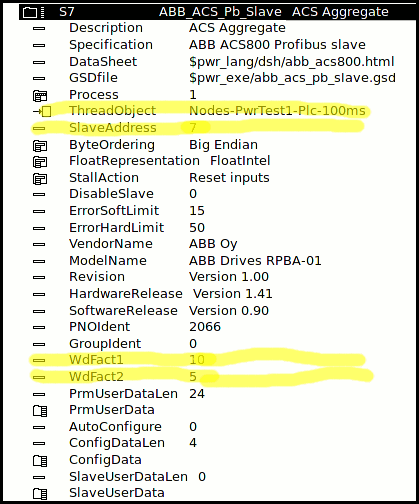 S7 ABB_ACS_Pb_Slave ACS Aggregate
Description ACS Aggregate
Specification ABB ACS800 Profibus slave
DataSheet $pwr_lang/dsh/abb_acs800.html
GSDfile $pwr_exe/abb_acs_pb_slave.gsd
Process 1
ThreadObject Nodes-PwrTest1-Plc-100ms
SlaveAddress 7
ByteOrdering Big Endian
FloatRepresentation FloatIntel
StallAction Reset inputs
DisableSlave 0
ErrorSoftLimit 15
ErrorHardLimit 50
VendorName ABB Oy
ModelName ABB Drives RPBA-01
Revision Version 1.00
HardwareRelease Version 1.41
SoftwareRelease Version 0.90
PNOIdent 2066
GroupIdent 0
WdFact1 10
WdFact2 5
PrmUserDataLen 24
PrmUserData
AutoConfigure 0
ConfigDataLen 4
ConfigData
SlaveUserDataLen 0
SlaveUserData